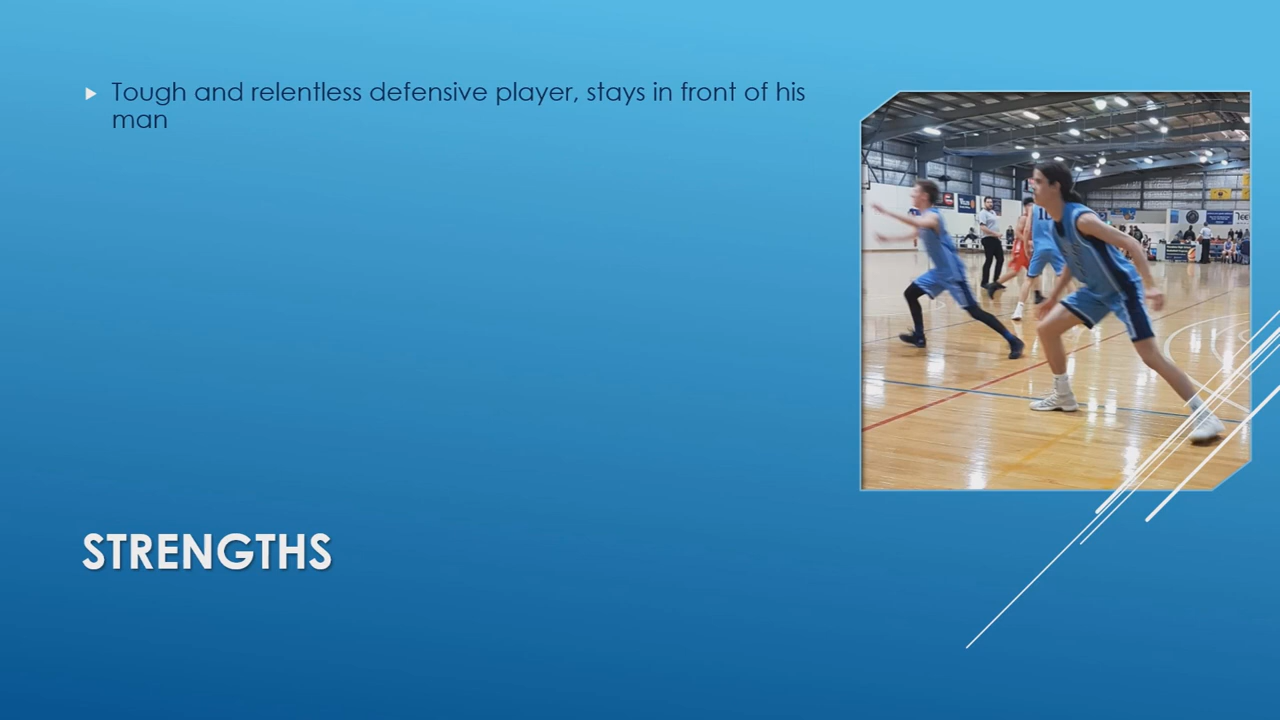 Tough and relentless defensive player, stays in front of his
man
STRENGTHS